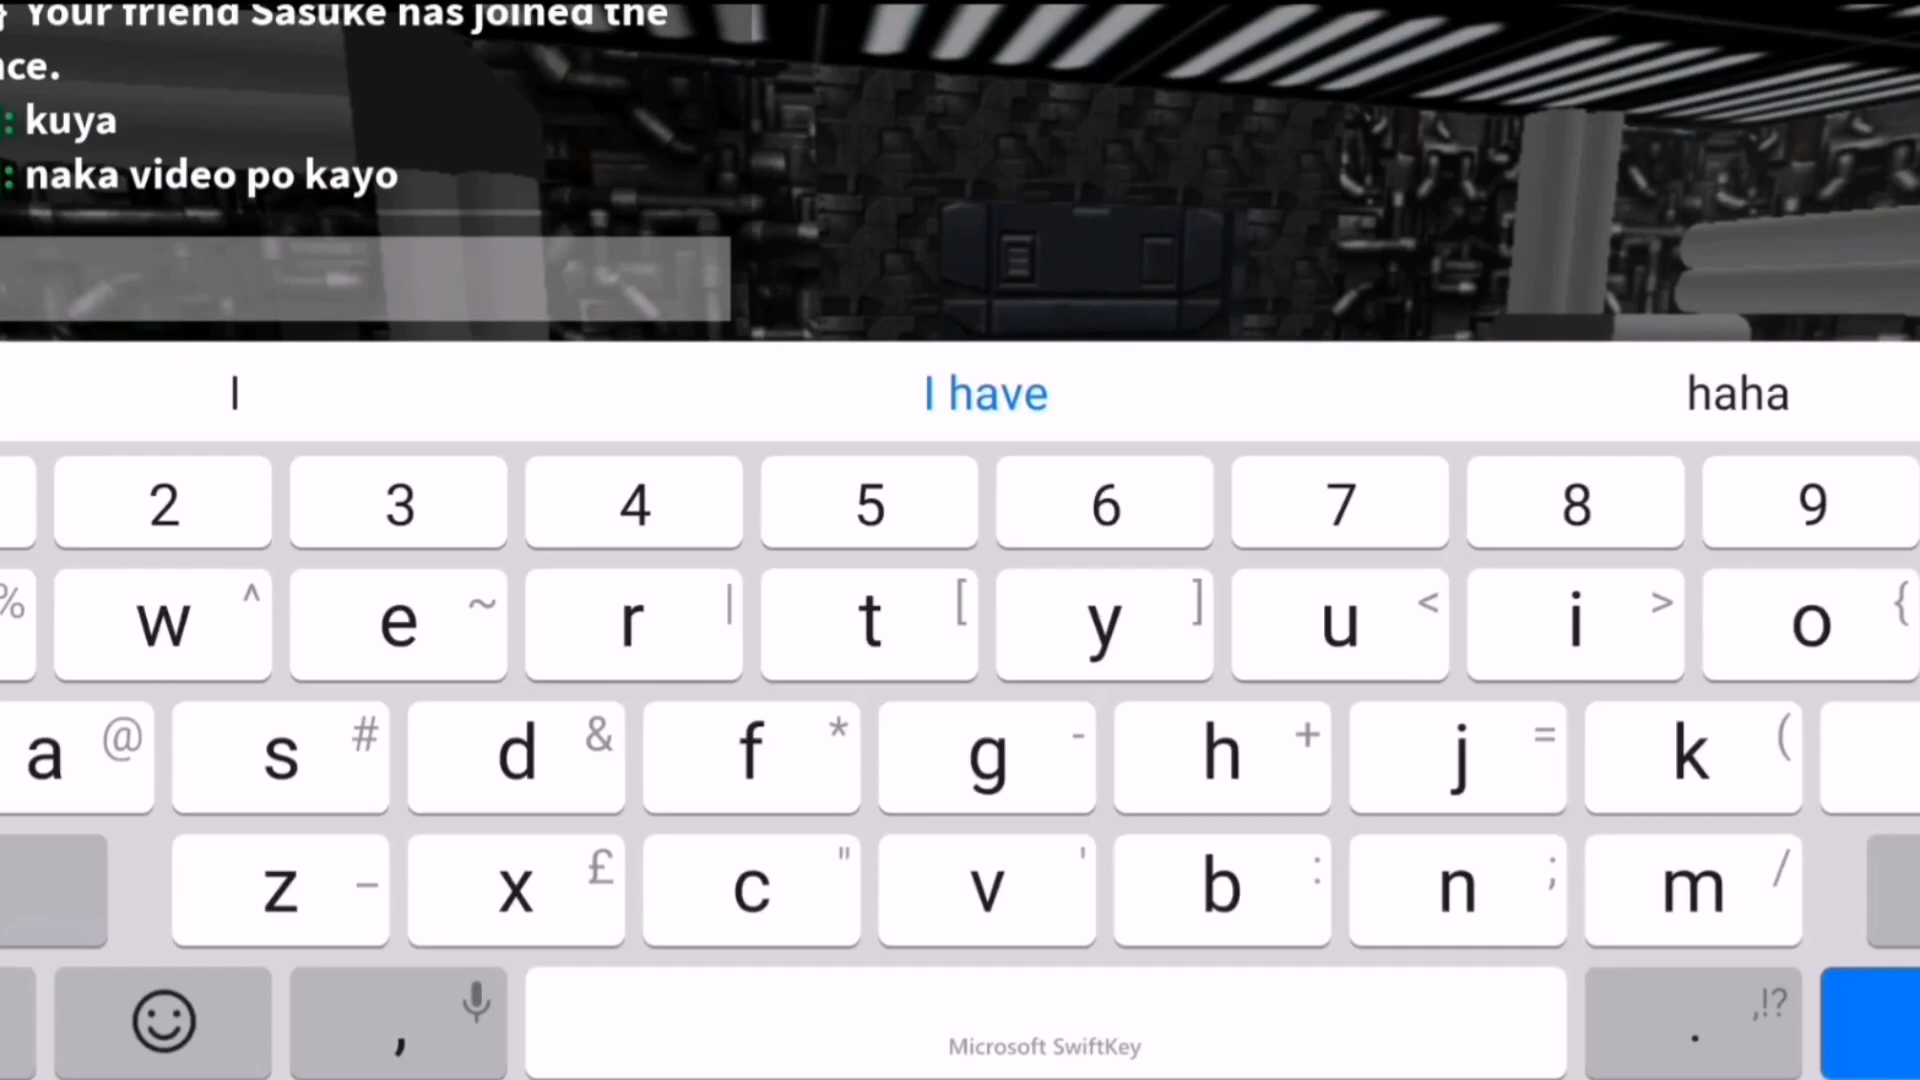 Your friend Sasuke has joined the
nce.
: kuya
: naka video po kayo
I
I have
haha
2 3 4 5 6 7 8 9
% w ^ e ~ r | t [ y ] u < i > o {
a @ s # d & f * g - h + j = k (
z _ x £ c " v ' b : n ; m /
, Microsoft SwiftKey . ,!?